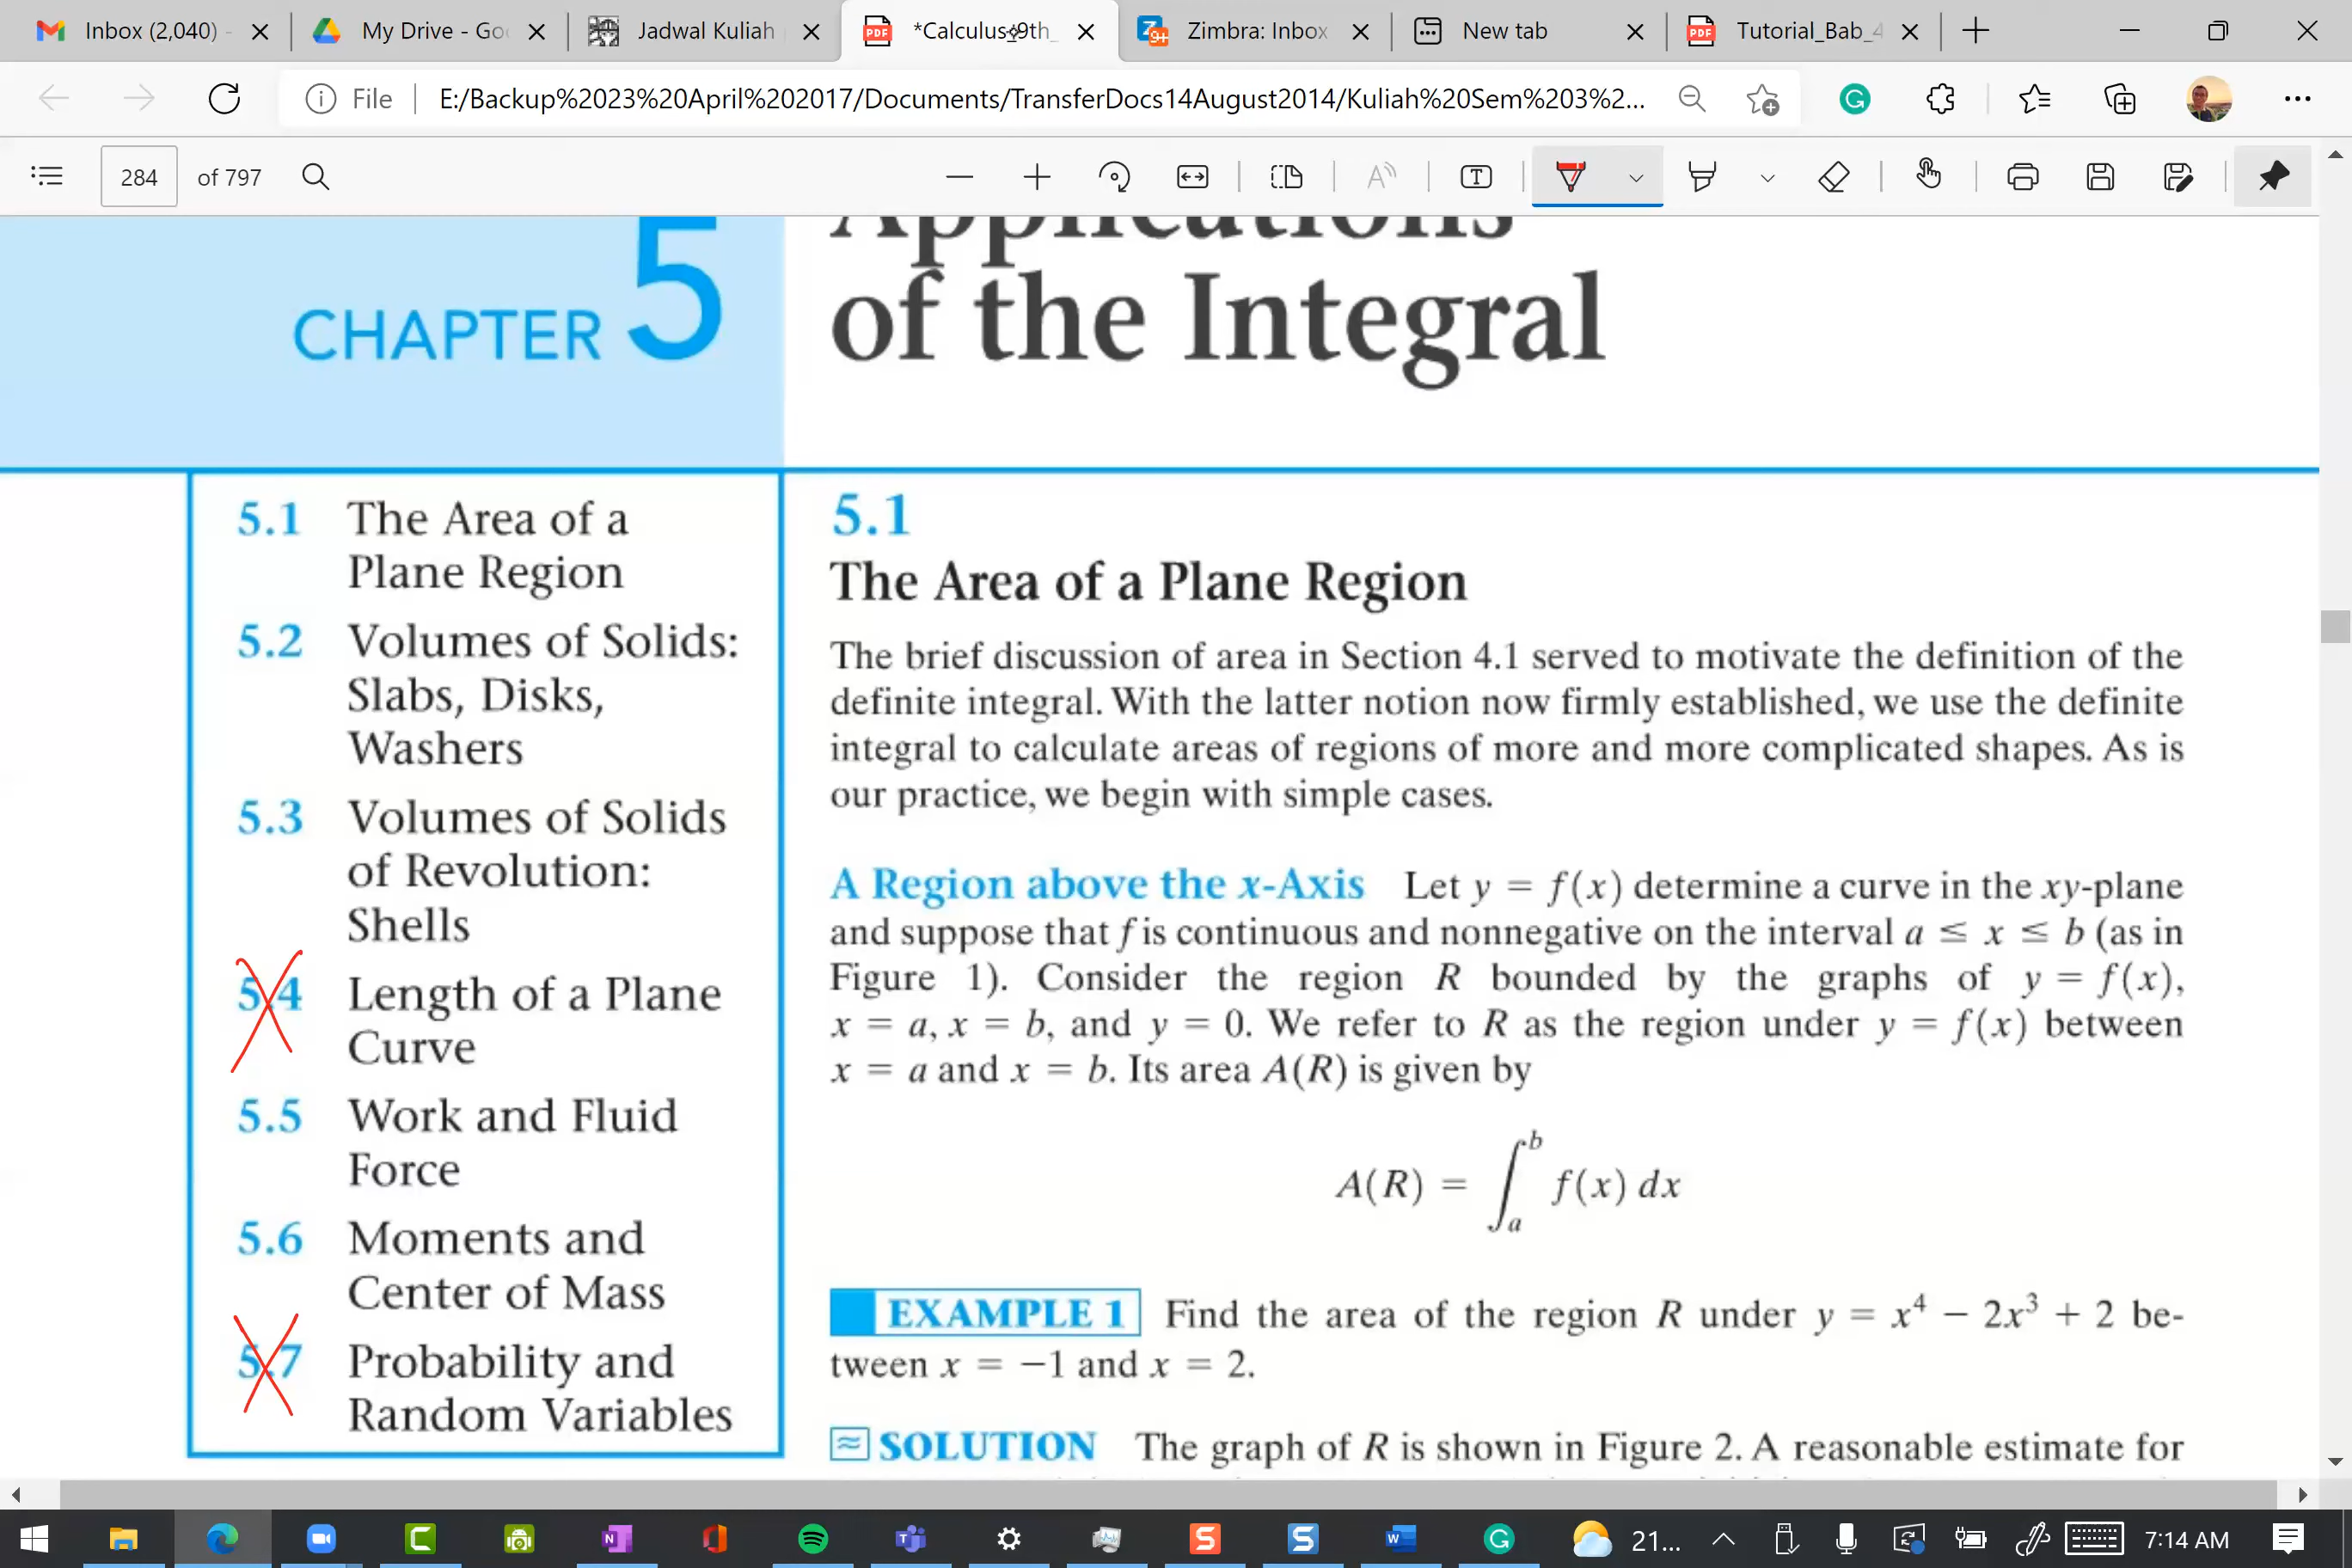 Inbox (2,040) -
My Drive - Goo
Jadwal Kuliah
*Calculus_9th_
Zimbra: Inbox
New tab
Tutorial_Bab_4
File
E:/Backup%2023%20April%202017/Documents/TransferDocs14August2014/Kuliah%20Sem%203%2...
284 of 797
CHAPTER 5
Applications
of the Integral
5.1 The Area of a
Plane Region
5.2 Volumes of Solids:
Slabs, Disks,
Washers
5.3 Volumes of Solids
of Revolution:
Shells
5.4 Length of a Plane
Curve
5.5 Work and Fluid
Force
5.6 Moments and
Center of Mass
5.7 Probability and
Random Variables
5.1
The Area of a Plane Region
The brief discussion of area in Section 4.1 served to motivate the definition of the
definite integral. With the latter notion now firmly established, we use the definite
integral to calculate areas of regions of more and more complicated shapes. As is
our practice, we begin with simple cases.
A Region above the x-Axis Let y = f(x) determine a curve in the xy-plane
and suppose that f is continuous and nonnegative on the interval a ≤ x ≤ b (as in
Figure 1). Consider the region R bounded by the graphs of y = f(x),
x = a, x = b, and y = 0. We refer to R as the region under y = f(x) between
x = a and x = b. Its area A(R) is given by
A(R) = ∫_a^b f(x) dx
EXAMPLE 1 Find the area of the region R under y = x⁴ − 2x³ + 2 be-
tween x = −1 and x = 2.
≈ SOLUTION The graph of R is shown in Figure 2. A reasonable estimate for
21...
7:14 AM